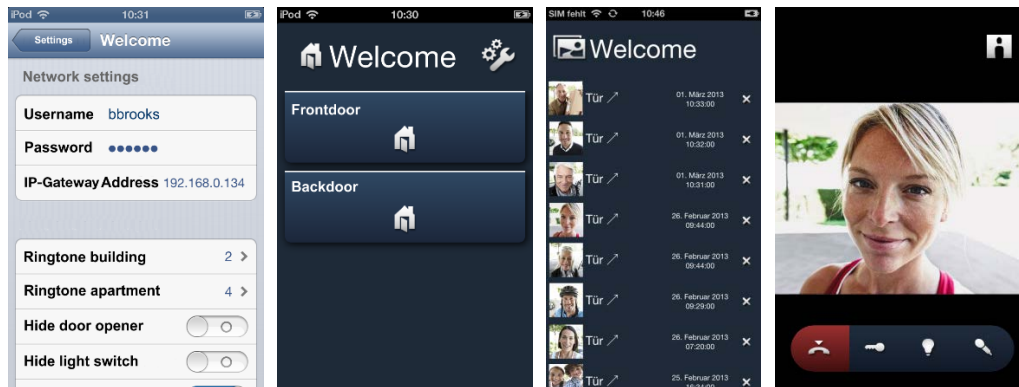 iPod 10:31
Settings Welcome
Network settings
Username bbrooks
Password ●●●●●●
IP-Gateway Address 192.168.0.134
Ringtone building 2
Ringtone apartment 4
Hide door opener
Hide light switch
iPod 10:30
Welcome
Frontdoor
Backdoor
SIM fehlt 10:46
Welcome
Tür 01. März 2013
10:33:00
Tür 01. März 2013
10:32:00
Tür 01. März 2013
10:31:00
Tür 26. Februar 2013
09:44:00
Tür 26. Februar 2013
09:44:00
Tür 26. Februar 2013
09:29:00
Tür 26. Februar 2013
07:20:00
Tür 25. Februar 2013